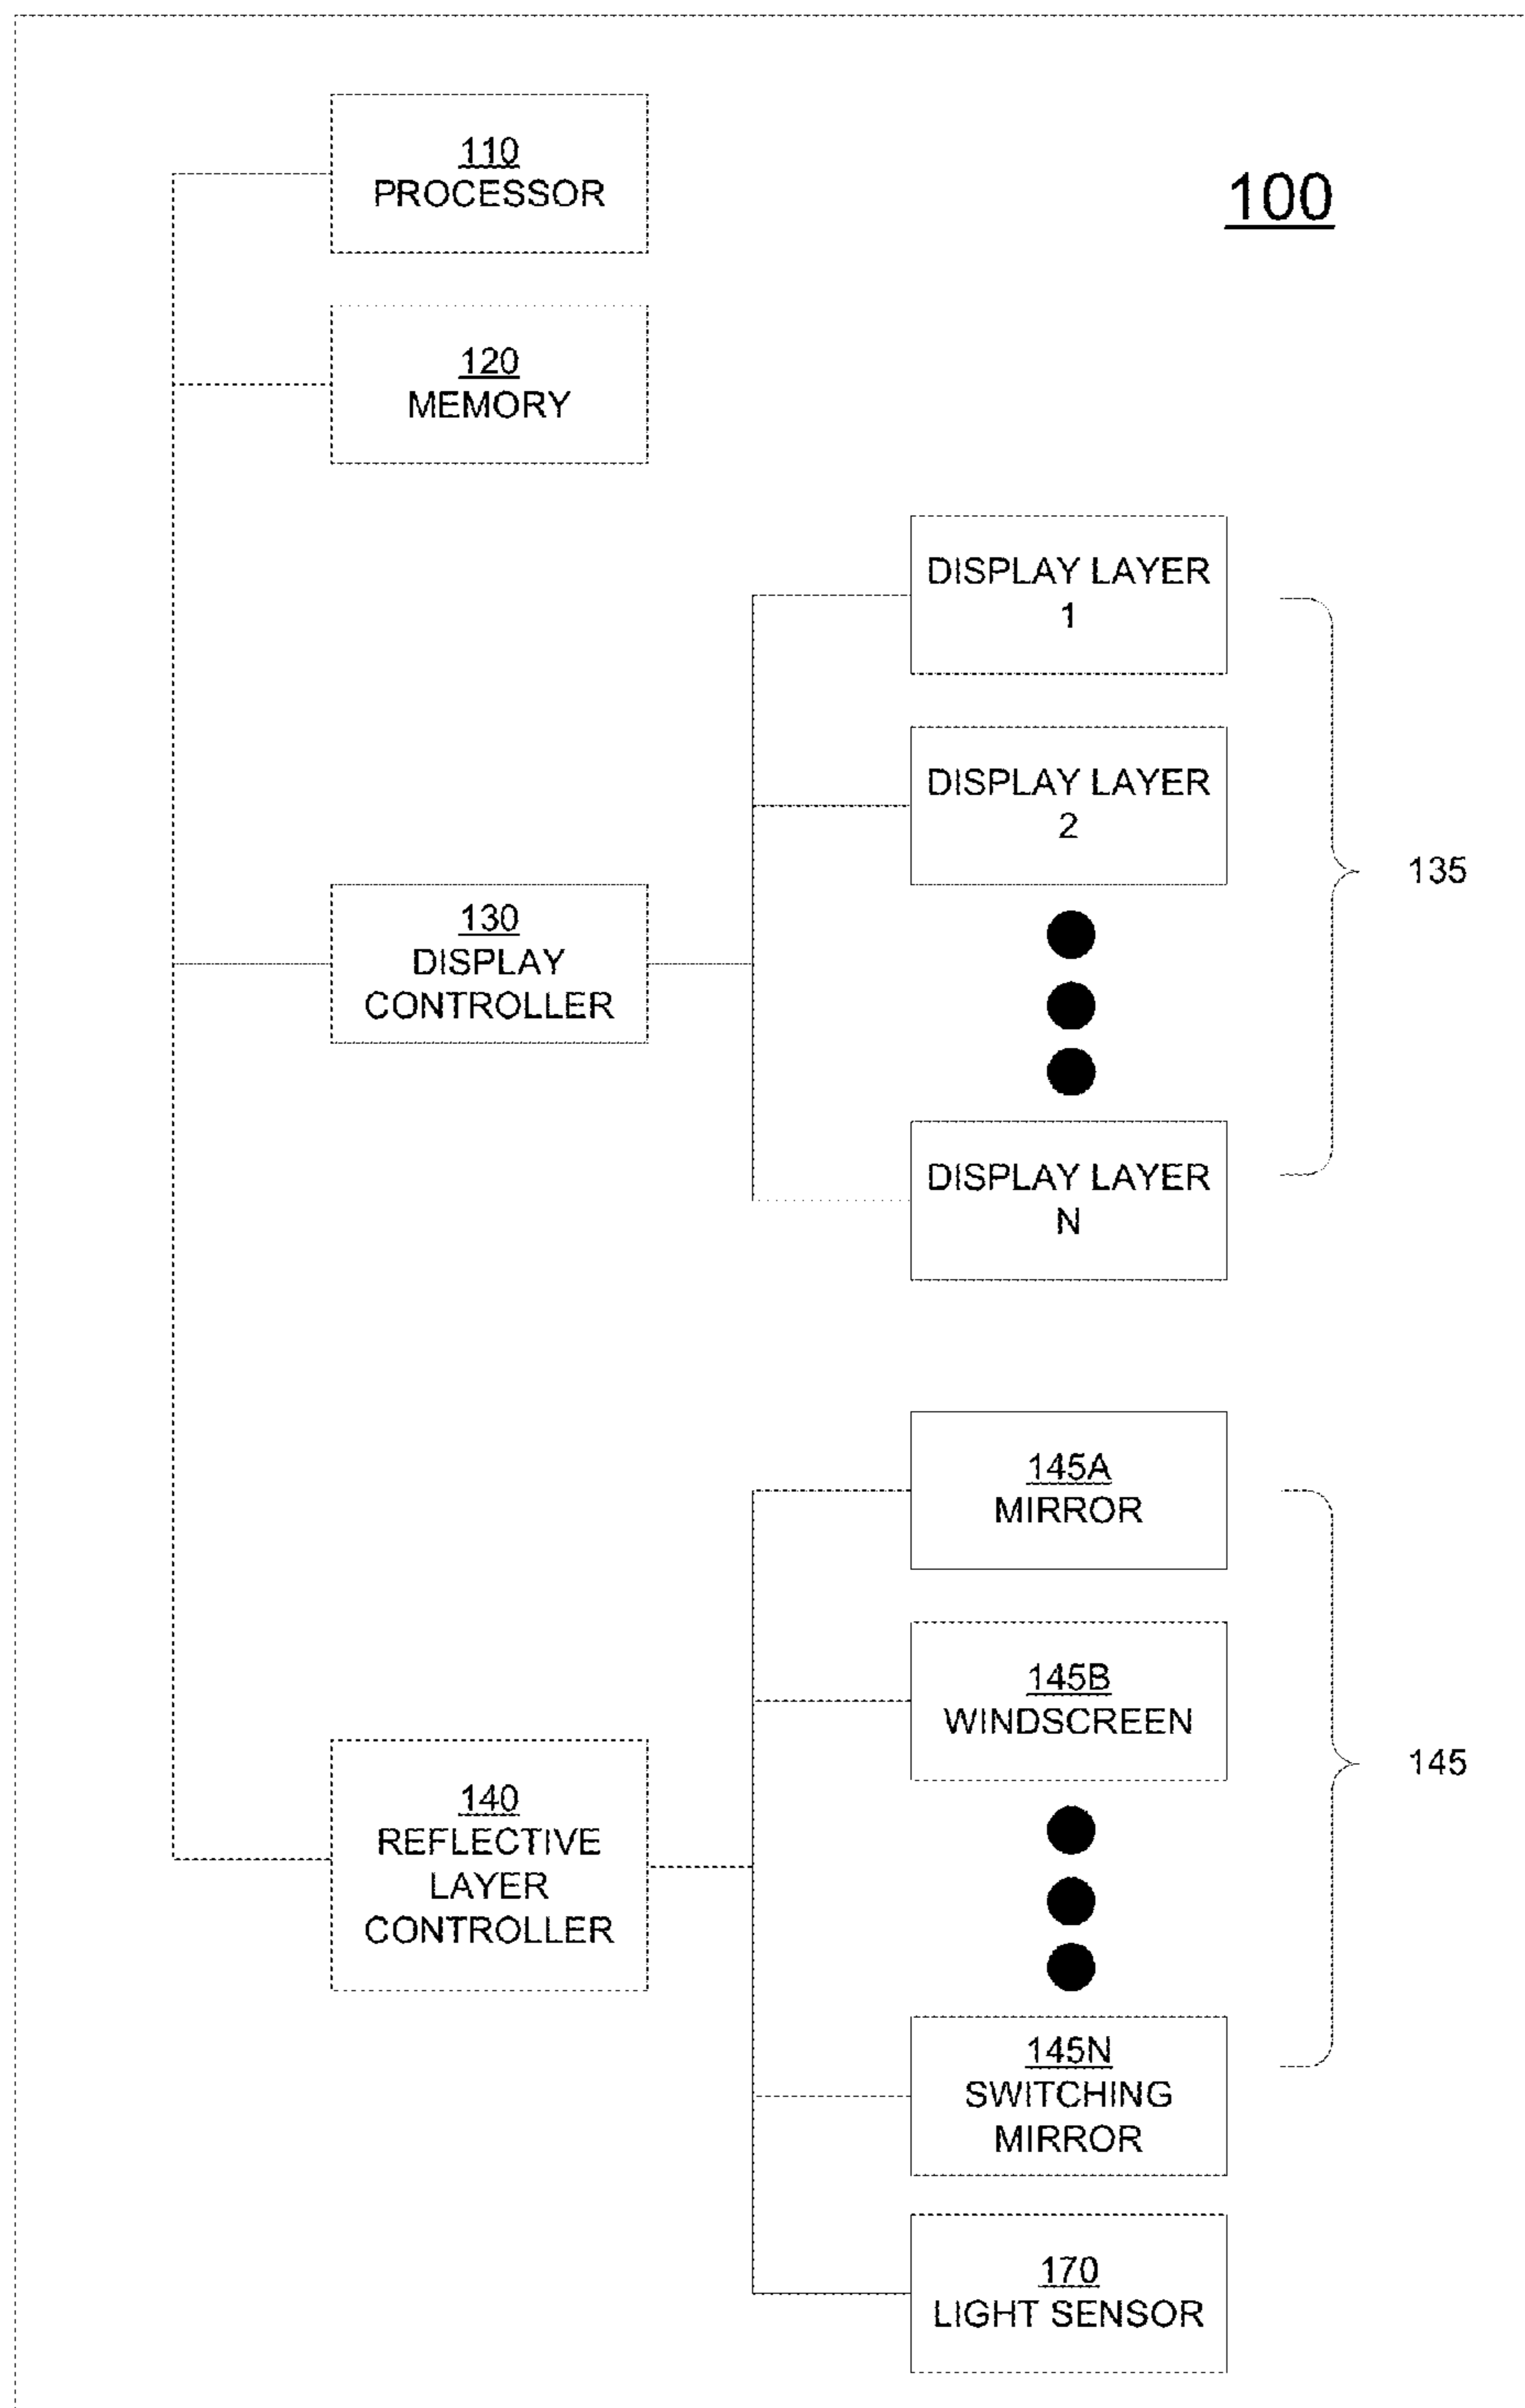 110
PROCESSOR
100
120
MEMORY
DISPLAY LAYER
1
DISPLAY LAYER
2
135
130
DISPLAY
CONTROLLER
DISPLAY LAYER
N
145A
MIRROR
145B
WINDSCREEN
145
140
REFLECTIVE
LAYER
CONTROLLER
145N
SWITCHING
MIRROR
170
LIGHT SENSOR